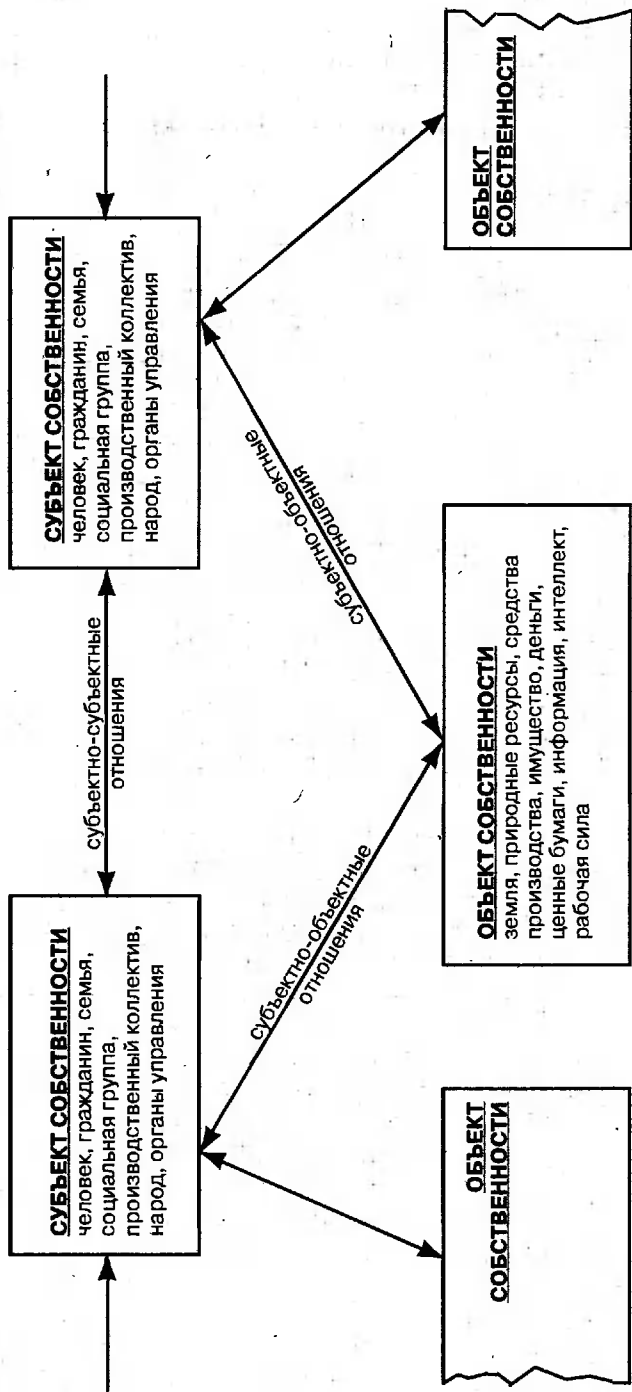 СУБЪЕКТ СОБСТВЕННОСТИ
человек, гражданин, семья,
социальная группа,
производственный коллектив,
народ, органы управления
субъектно-субъектные
отношения
СУБЪЕКТ СОБСТВЕННОСТИ
человек, гражданин, семья,
социальная группа,
производственный коллектив,
народ, органы управления
субъектно-объектные
отношения
субъектно-объектные
отношения
ОБЪЕКТ
СОБСТВЕННОСТИ
ОБЪЕКТ СОБСТВЕННОСТИ
земля, природные ресурсы, средства
производства, имущество, деньги,
ценные бумаги, информация, интеллект,
рабочая сила
ОБЪЕКТ
СОБСТВЕННОСТИ